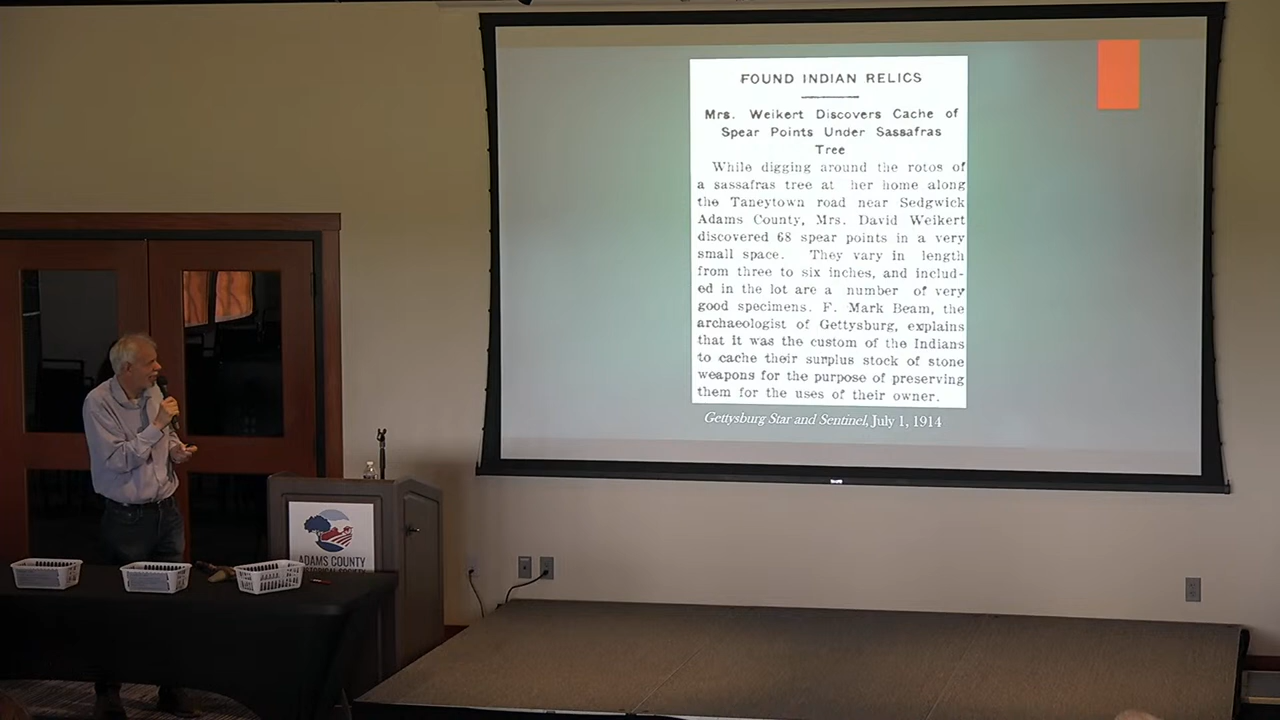 FOUND INDIAN RELICS
Mrs. Weikert Discovers Cache of
Spear Points Under Sassafras
Tree
While digging around the rotos of
a sassafras tree at her home along
the Taneytown road near Sedgwick
Adams County, Mrs. David Weikert
discovered 68 spear points in a very
small space. They vary in length
from three to six inches, and includ-
ed in the lot are a number of very
good specimens. F. Mark Beam, the
archaeologist of Gettysburg, explains
that it was the custom of the Indians
to cache their surplus stock of stone
weapons for the purpose of preserving
them for the uses of their owner.
Gettysburg Star and Sentinel, July 1, 1914
ADAMS COUNTY